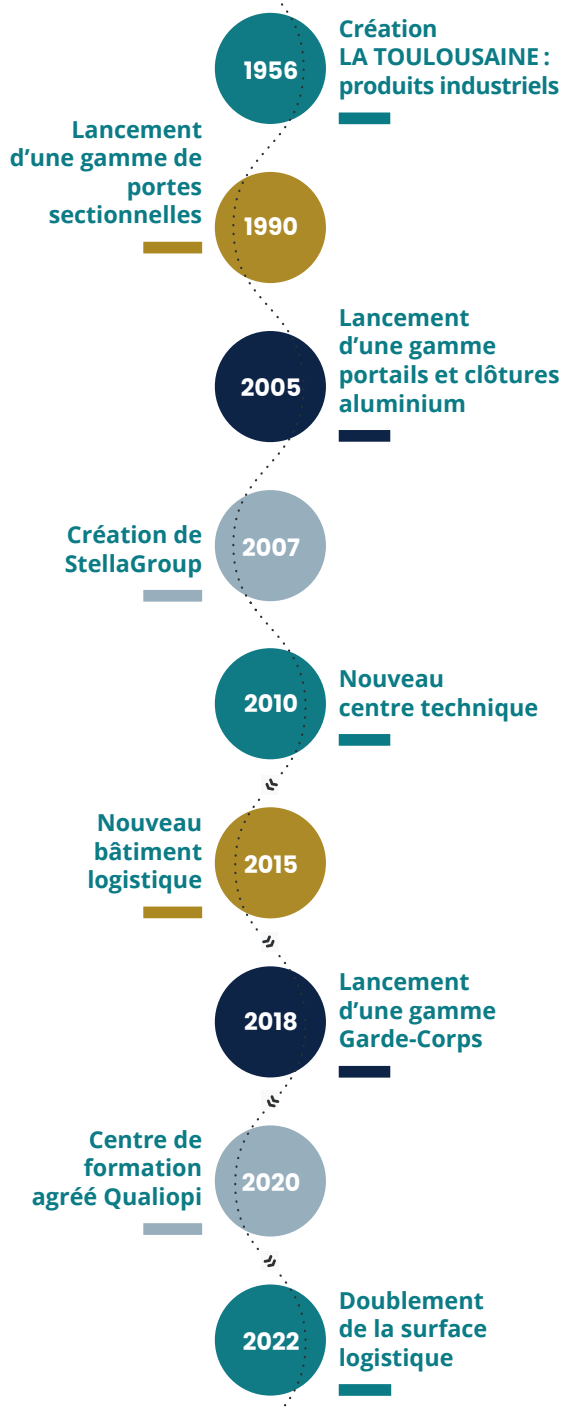 1956
Création
LA TOULOUSAINE :
produits industriels
Lancement
d’une gamme de
portes
sectionnelles
1990
Lancement
d’une gamme
portails et clôtures
aluminium
2005
Création de
StellaGroup
2007
2010
Nouveau
centre technique
Nouveau
bâtiment
logistique
2015
2018
Lancement
d’une gamme
Garde-Corps
Centre de
formation
agréé Qualiopi
2020
2022
Doublement
de la surface
logistique